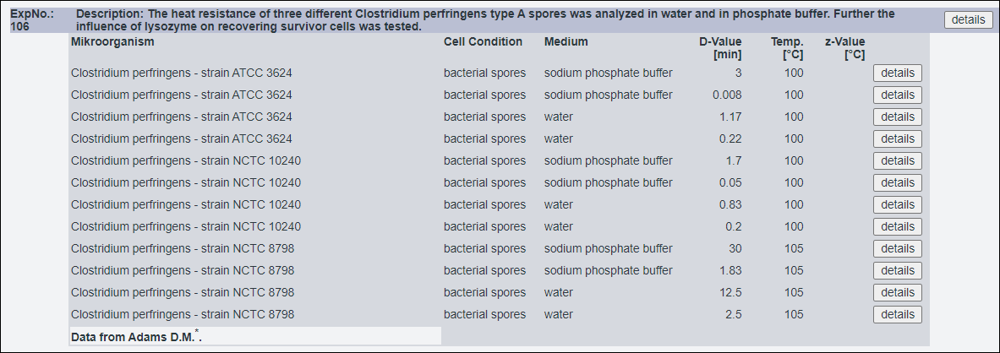 ExpNo.: 106 Description: The heat resistance of three different Clostridium perfringens type A spores was analyzed in water and in phosphate buffer. Further the influence of lysozyme on recovering survivor cells was tested. details
Mikroorganism Cell Condition Medium D-Value [min] Temp. [°C] z-Value [°C]
Clostridium perfringens - strain ATCC 3624 bacterial spores sodium phosphate buffer 3 100 details
Clostridium perfringens - strain ATCC 3624 bacterial spores sodium phosphate buffer 0.008 100 details
Clostridium perfringens - strain ATCC 3624 bacterial spores water 1.17 100 details
Clostridium perfringens - strain ATCC 3624 bacterial spores water 0.22 100 details
Clostridium perfringens - strain NCTC 10240 bacterial spores sodium phosphate buffer 1.7 100 details
Clostridium perfringens - strain NCTC 10240 bacterial spores sodium phosphate buffer 0.05 100 details
Clostridium perfringens - strain NCTC 10240 bacterial spores water 0.83 100 details
Clostridium perfringens - strain NCTC 10240 bacterial spores water 0.2 100 details
Clostridium perfringens - strain NCTC 8798 bacterial spores sodium phosphate buffer 30 105 details
Clostridium perfringens - strain NCTC 8798 bacterial spores sodium phosphate buffer 1.83 105 details
Clostridium perfringens - strain NCTC 8798 bacterial spores water 12.5 105 details
Clostridium perfringens - strain NCTC 8798 bacterial spores water 2.5 105 details
Data from Adams D.M.*.